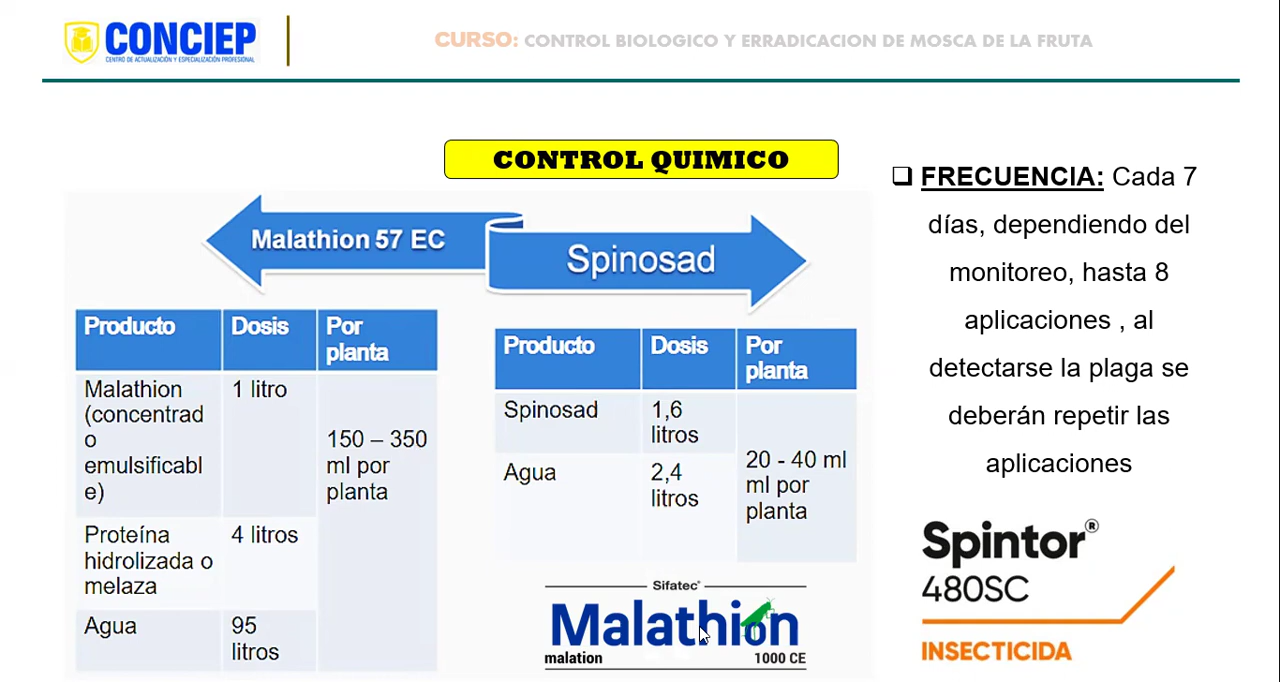 CONCIEP
CENTRO DE ACTUALIZACIÓN Y ESPECIALIZACIÓN PROFESIONAL
CURSO: CONTROL BIOLOGICO Y ERRADICACION DE MOSCA DE LA FRUTA
CONTROL QUIMICO
Malathion 57 EC
Producto Dosis Por
planta
Malathion 1 litro
(concentrad
o
emulsificabl
e)
150 – 350
ml por
planta
Proteína 4 litros
hidrolizada o
melaza
Agua 95
litros
Spinosad
Producto Dosis Por
planta
Spinosad 1,6
litros
Agua 2,4
litros
20 - 40 ml
ml por
planta
Sifatec®
Malathion
malation 1000 CE
❑ FRECUENCIA: Cada 7
días, dependiendo del
monitoreo, hasta 8
aplicaciones , al
detectarse la plaga se
deberán repetir las
aplicaciones
Spintor®
480SC
INSECTICIDA